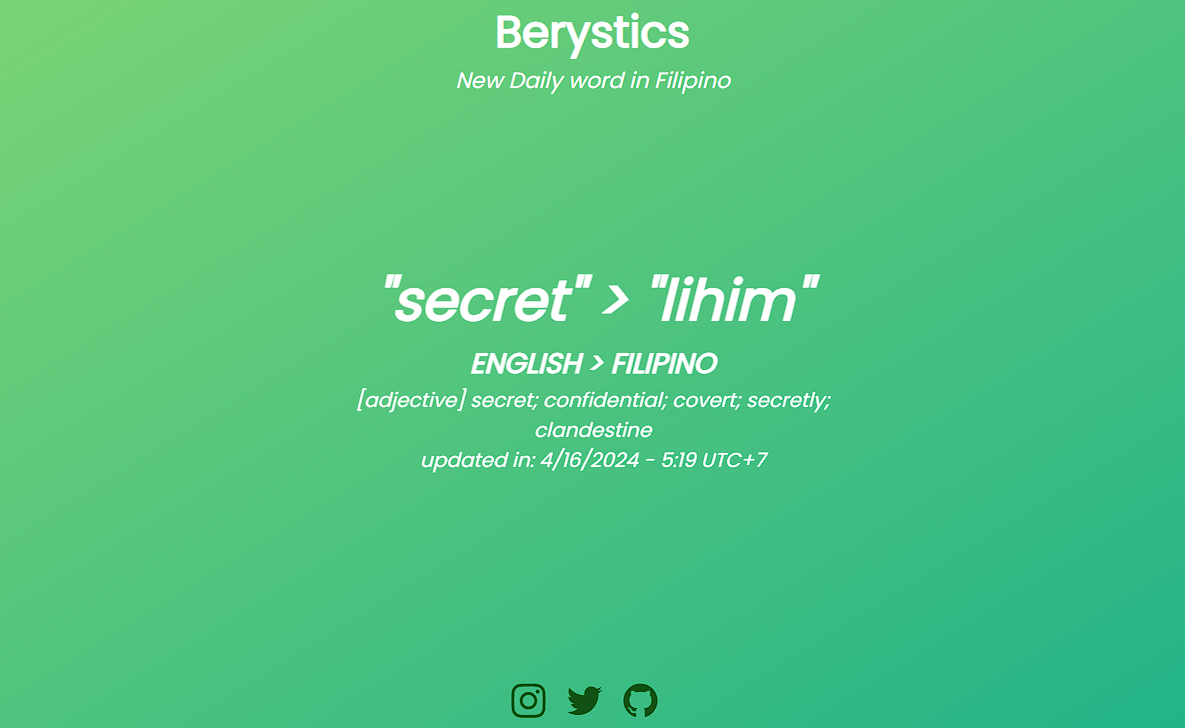 Berystics
New Daily word in Filipino
"secret" > "lihim"
ENGLISH > FILIPINO
[adjective] secret; confidential; covert; secretly;
clandestine
updated in: 4/16/2024 - 5:19 UTC+7